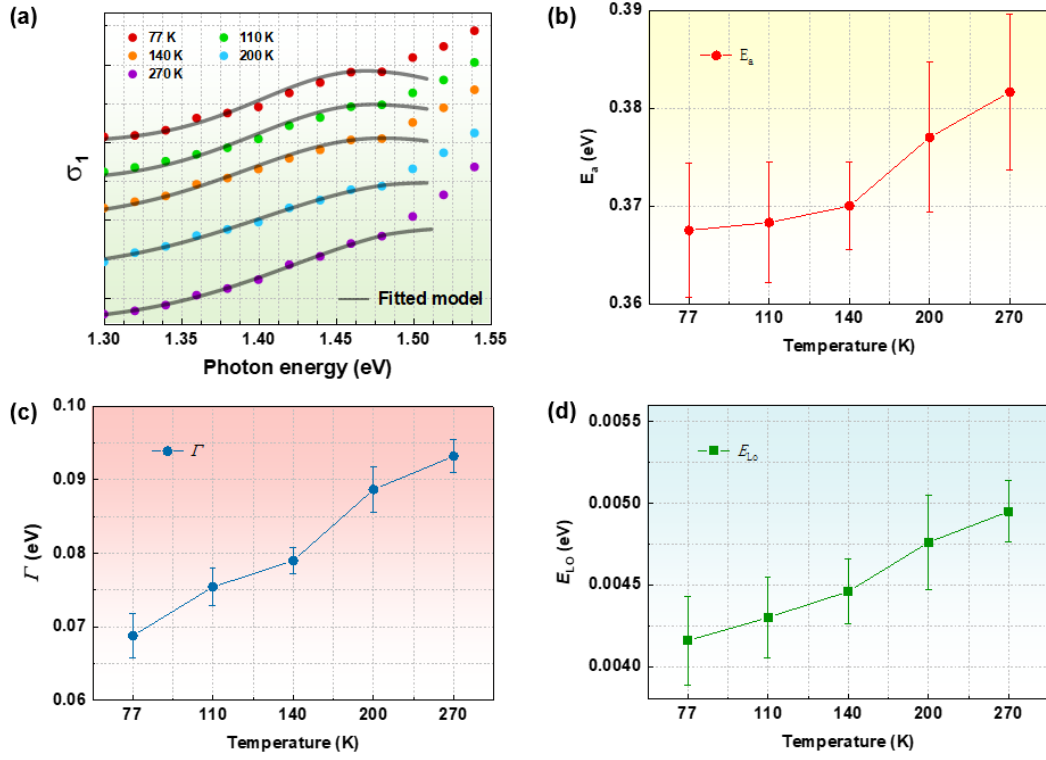 (a)
77 K
110 K
140 K
200 K
270 K
σ1
Fitted model
1.30
1.35
1.40
1.45
1.50
1.55
Photon energy (eV)
(b)
0.39
0.38
0.37
0.36
Ea
Ea (eV)
77
110
140
200
270
Temperature (K)
(c)
0.10
0.09
0.08
0.07
0.06
Γ
Γ (eV)
77
110
140
200
270
Temperature (K)
(d)
0.0055
0.0050
0.0045
0.0040
ELo
ELO (eV)
77
110
140
200
270
Temperature (K)